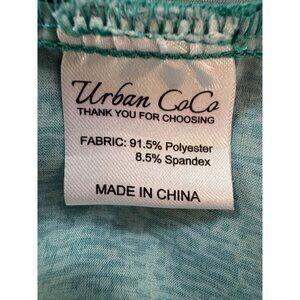 Urban CoCo
THANK YOU FOR CHOOSING
FABRIC: 91.5% Polyester
8.5% Spandex
MADE IN CHINA